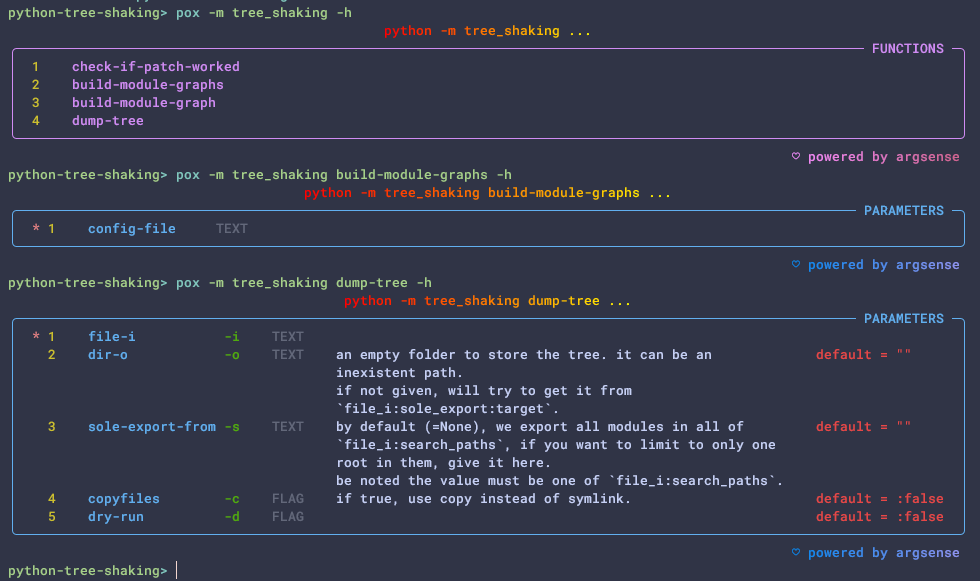 python-tree-shaking> pox -m tree_shaking -h
python -m tree_shaking ...
FUNCTIONS
1 check-if-patch-worked
2 build-module-graphs
3 build-module-graph
4 dump-tree
♡ powered by argsense
python-tree-shaking> pox -m tree_shaking build-module-graphs -h
python -m tree_shaking build-module-graphs ...
PARAMETERS
* 1 config-file TEXT
♡ powered by argsense
python-tree-shaking> pox -m tree_shaking dump-tree -h
python -m tree_shaking dump-tree ...
PARAMETERS
* 1 file-i -i TEXT
2 dir-o -o TEXT an empty folder to store the tree. it can be an default = ""
inexistent path.
if not given, will try to get it from
`file_i:sole_export:target`.
3 sole-export-from -s TEXT by default (=None), we export all modules in all of default = ""
`file_i:search_paths`, if you want to limit to only one
root in them, give it here.
be noted the value must be one of `file_i:search_paths`.
4 copyfiles -c FLAG if true, use copy instead of symlink. default = :false
5 dry-run -d FLAG default = :false
♡ powered by argsense
python-tree-shaking>